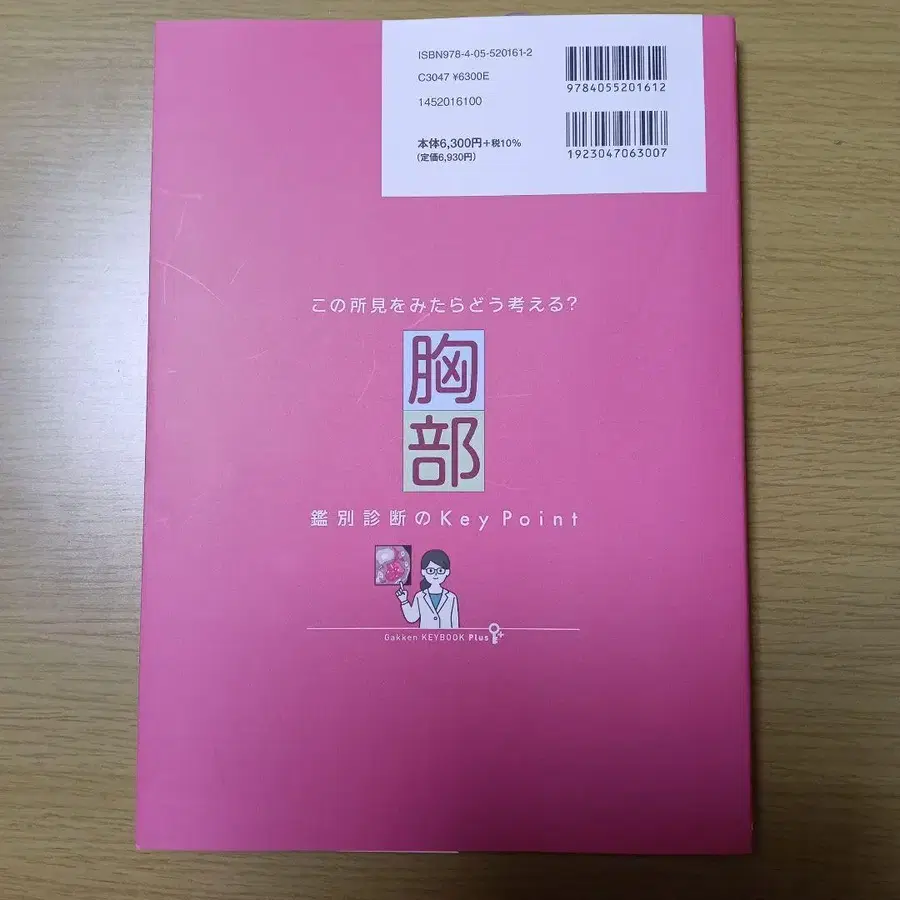 ISBN978-4-05-520161-2
C3047 ¥6300E
1452016100
本体6,300円+税10%
(定価6,930円)
9784055201612
1923047063007
この所見をみたらどう考える?
胸
部
鑑別診断のKey Point
Gakken KEYBOOK Plus